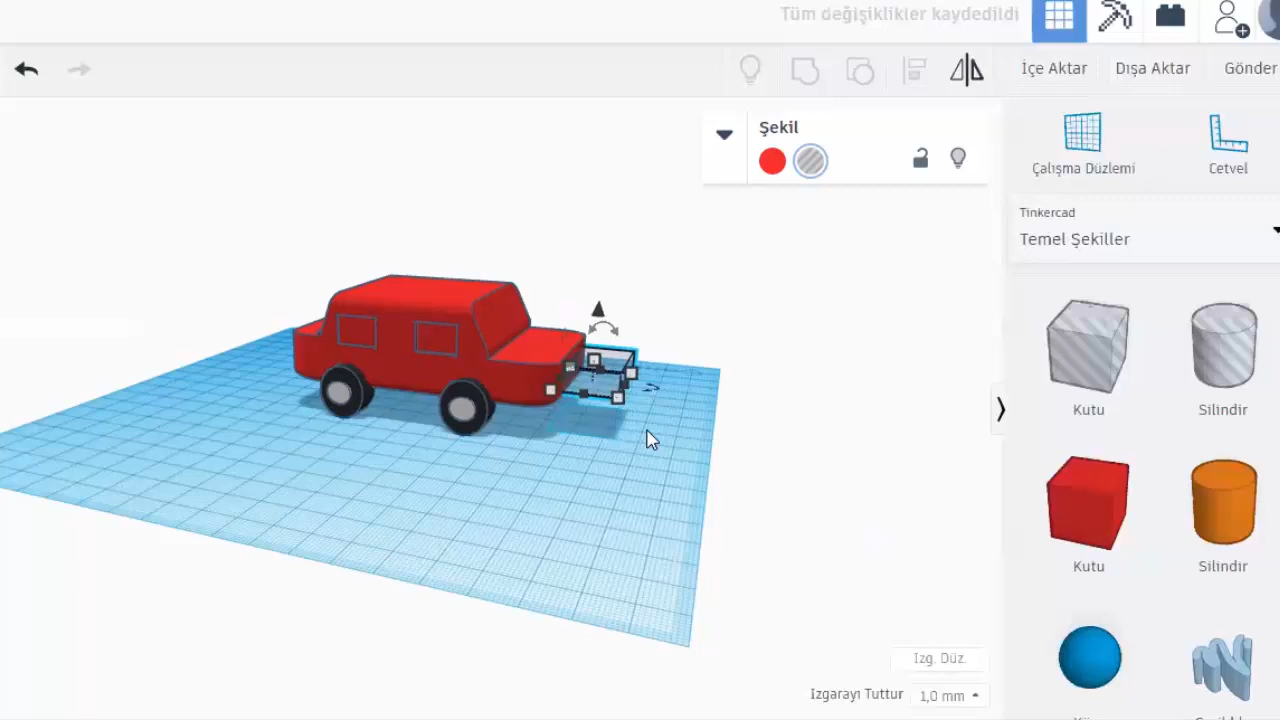 Tüm değişiklikler kaydedildi
İçe Aktar
Dışa Aktar
Gönder
Şekil
Çalışma Düzlemi
Cetvel
Tinkercad
Temel Şekiller
Kutu
Silindir
Kutu
Silindir
Izg. Düz.
Izgarayı Tuttur
1,0 mm